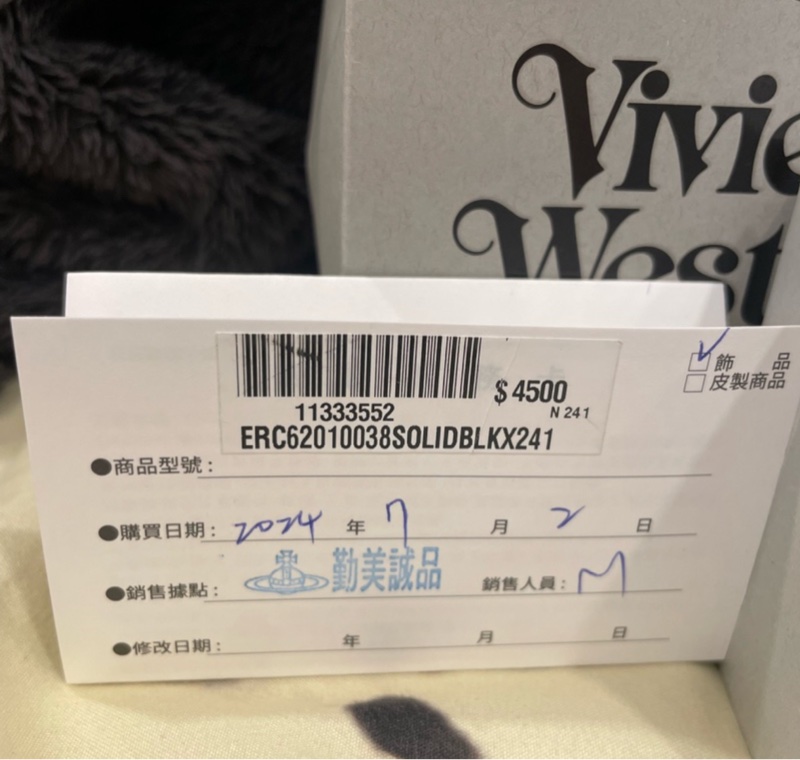 Vivie
West
$4500
N 241
11333552
ERC62010038SOLIDBLKX241
飾 品
皮製商品
●商品型號：
●購買日期：2024 年 7 月 2 日
●銷售據點：勤美誠品 銷售人員：M
●修改日期： 年 月 日